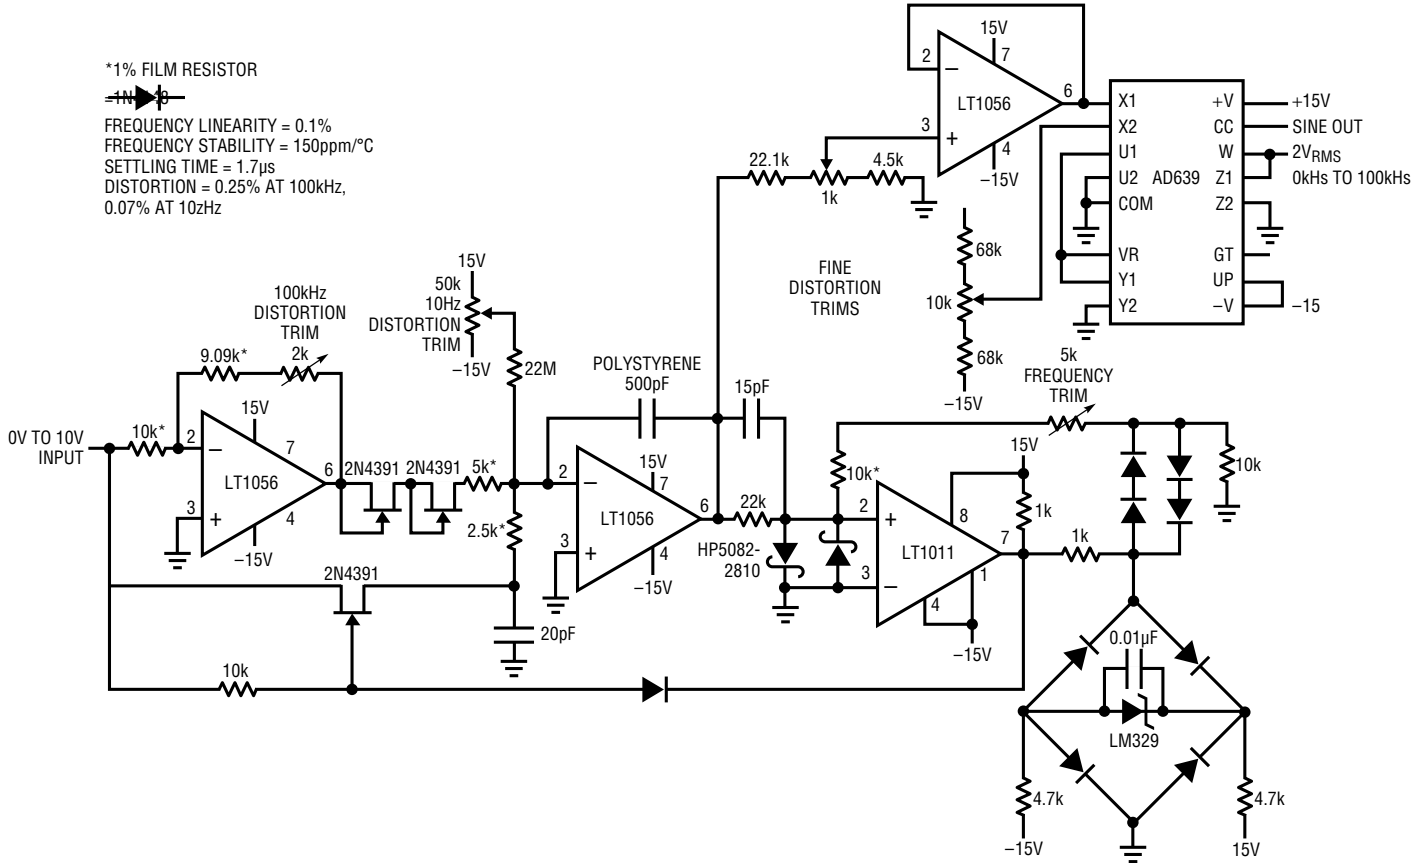 *1% FILM RESISTOR
=1N4148
FREQUENCY LINEARITY = 0.1%
FREQUENCY STABILITY = 150ppm/°C
SETTLING TIME = 1.7µs
DISTORTION = 0.25% AT 100kHz,
0.07% AT 10zHz
15V
2
7
–
LT1056
6
3
+
4
–15V
22.1k
4.5k
1k
X1
X2
U1
U2
COM
VR
Y1
Y2
AD639
+V
CC
W
Z1
Z2
GT
UP
–V
+15V
SINE OUT
2VRMS
0kHs TO 100kHs
–15
68k
10k
68k
–15V
FINE
DISTORTION
TRIMS
15V
50k
10Hz
DISTORTION
TRIM
–15V
22M
100kHz
DISTORTION
TRIM
2k
9.09k*
0V TO 10V
INPUT
10k*
15V
2
7
–
LT1056
6
3
+
4
–15V
2N4391
2N4391
5k*
2.5k*
2N4391
20pF
10k
POLYSTYRENE
500pF
15pF
15V
2
7
–
LT1056
6
3
+
4
–15V
22k
HP5082-
2810
10k*
5k
FREQUENCY
TRIM
15V
2
+
8
LT1011
7
3
–
1
4
–15V
1k
1k
10k
0.01µF
LM329
4.7k
4.7k
–15V
15V